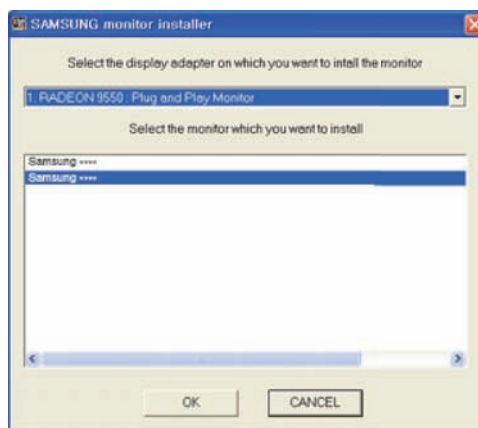 SAMSUNG monitor installer
Select the display adapter on which you want to intall the monitor
1. RADEON 9550 : Plug and Play Monitor
Select the monitor which you want to install
Samsung ****
Samsung ****
OK
CANCEL